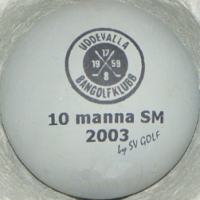 UDDEVALLA
17
19 59
8
BANGOLFKLUBB
10 manna SM
2003
by SV GOLF